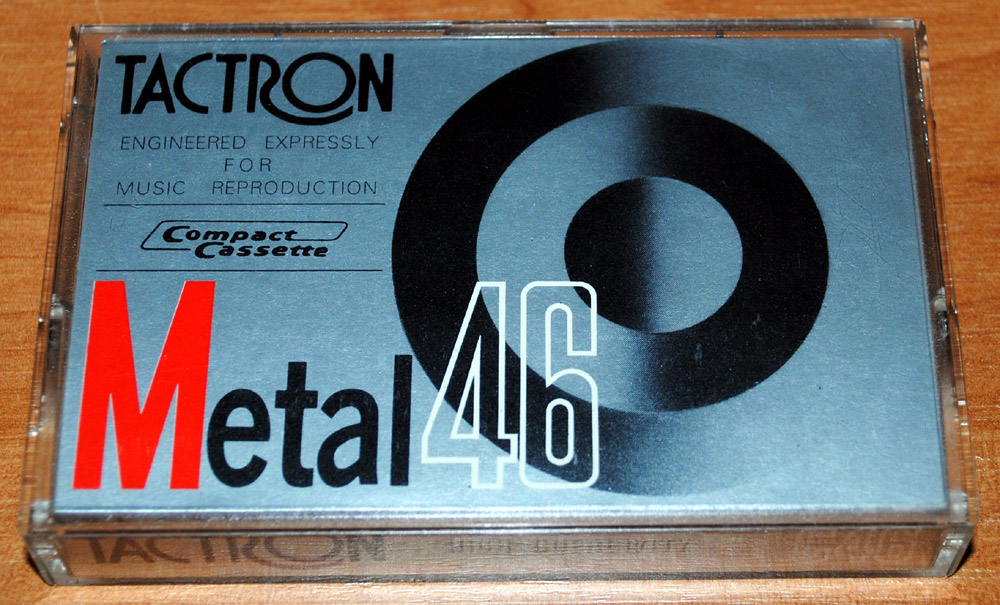 TACTRON
ENGINEERED EXPRESSLY
FOR
MUSIC REPRODUCTION
Compact
Cassette
Metal 46
TACTRON